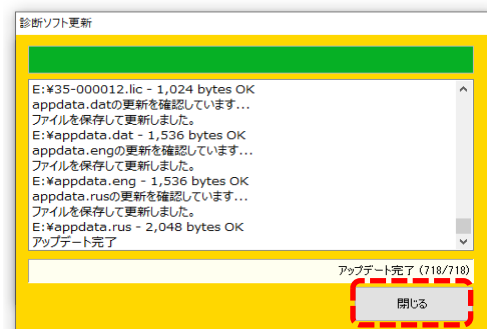 診断ソフト更新
E:¥35-000012.lic - 1,024 bytes OK
appdata.datの更新を確認しています...
ファイルを保存して更新しました。
E:¥appdata.dat - 1,536 bytes OK
appdata.engの更新を確認しています...
ファイルを保存して更新しました。
E:¥appdata.eng - 1,536 bytes OK
appdata.rusの更新を確認しています...
ファイルを保存して更新しました。
E:¥appdata.rus - 2,048 bytes OK
アップデート完了
アップデート完了 (718/718)
閉じる